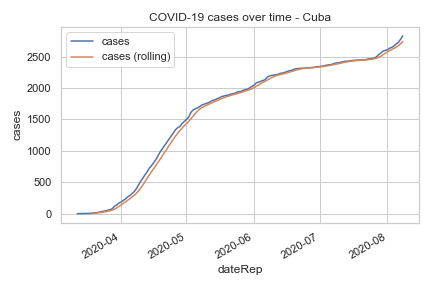 COVID-19 cases over time - Cuba
cases
cases (rolling)
2500
2000
1500
1000
500
0
cases
2020-04
2020-05
2020-06
2020-07
2020-08
dateRep